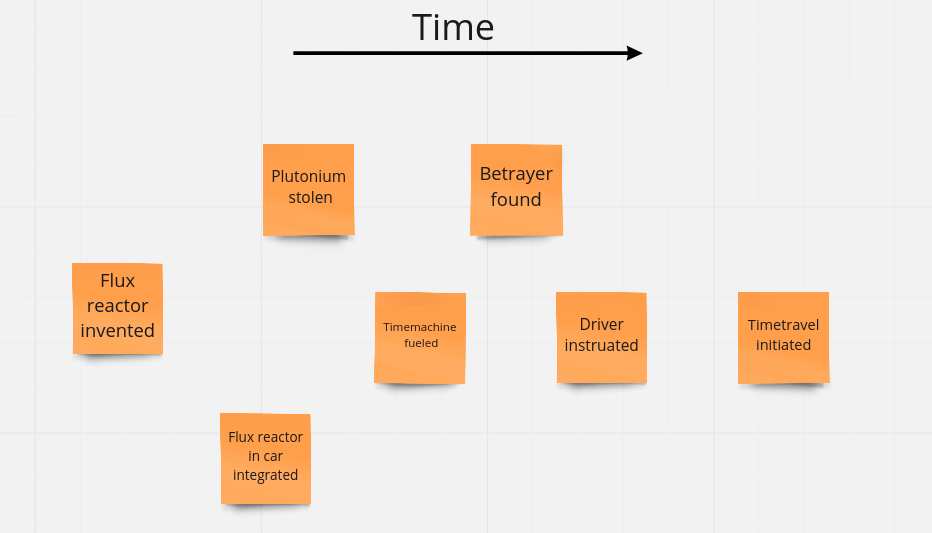 Time
Plutonium
stolen
Betrayer
found
Flux
reactor
invented
Timemachine
fueled
Driver
instruated
Timetravel
initiated
Flux reactor
in car
integrated